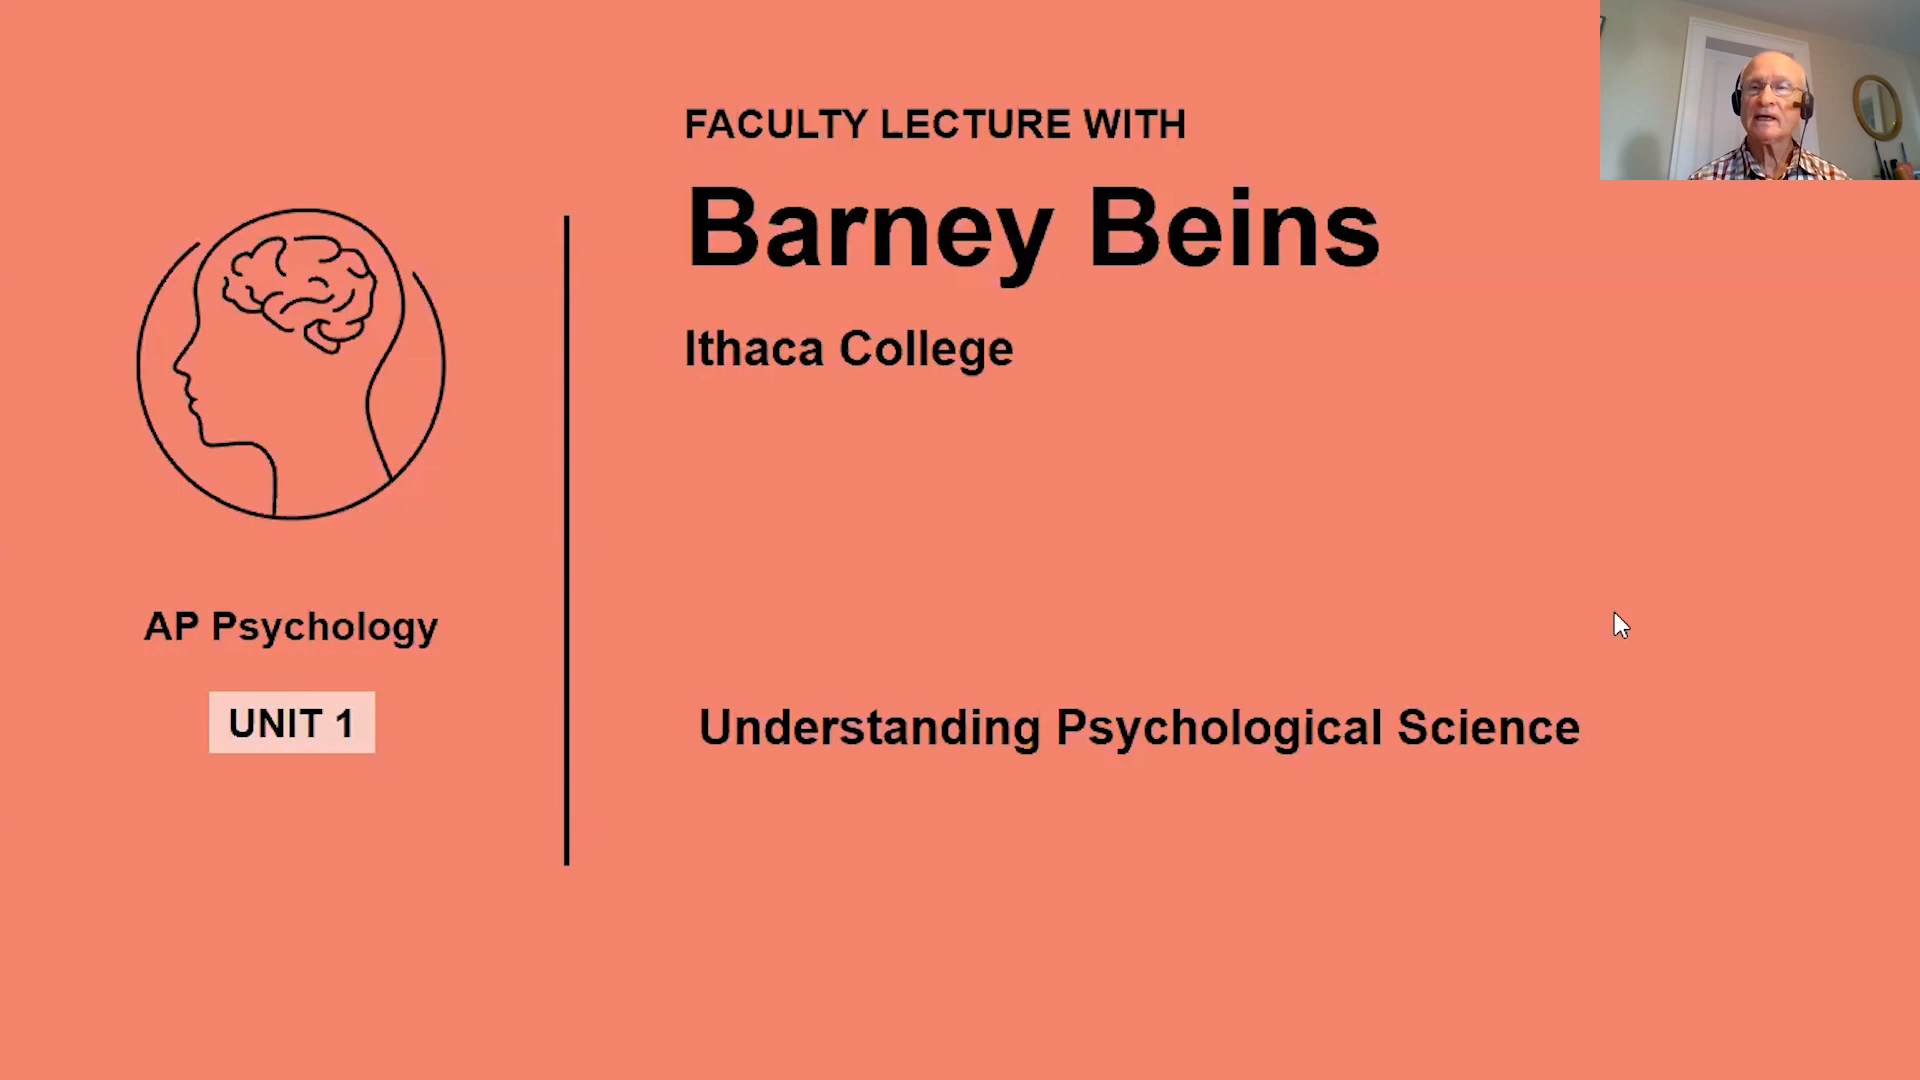 FACULTY LECTURE WITH
Barney Beins
Ithaca College
AP Psychology
UNIT 1
Understanding Psychological Science